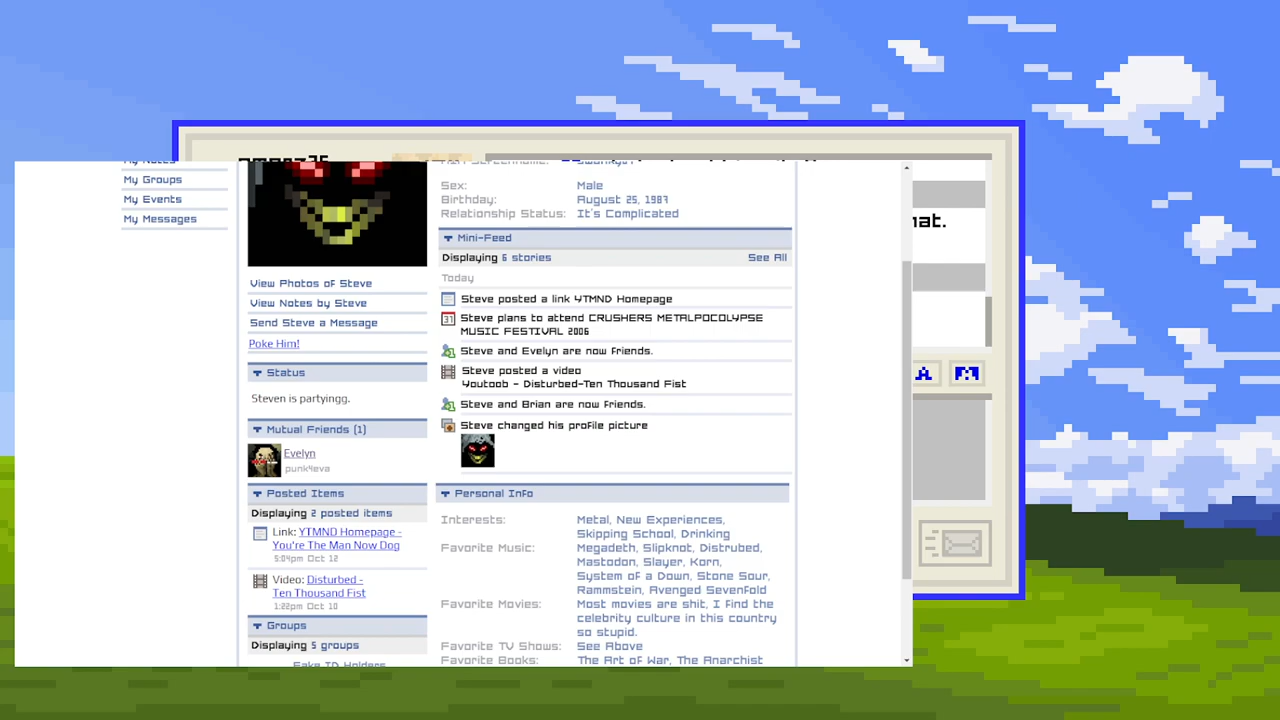 My Groups
My Events
My Messages
View Photos of Steve
View Notes by Steve
Send Steve a Message
Poke Him!
Status
Steven is partyingg.
Mutual Friends (1)
Evelyn
punk4eva
Posted Items
Displaying 2 posted items
Link: YTMND Homepage -
You're The Man Now Dog
5:04pm Oct 12
Video: Disturbed -
Ten Thousand Fist
1:22pm Oct 10
Groups
Displaying 5 groups
Fake ID Holders
Sex: Male
Birthday: August 25, 1987
Relationship Status: It's Complicated
Mini-Feed
Displaying 6 stories See All
Today
Steve posted a link YTMND Homepage
31 Steve plans to attend CRUSHERS METALPOCOLYPSE
MUSIC FESTIVAL 2006
Steve and Evelyn are now friends.
Steve posted a video
Youtoob - Disturbed-Ten Thousand Fist
Steve and Brian are now friends.
Steve changed his profile picture
Personal Info
Interests: Metal, New Experiences,
Skipping School, Drinking
Favorite Music: Megadeth, Slipknot, Distrubed,
Mastodon, Slayer, Korn,
System of a Down, Stone Sour,
Rammstein, Avenged Sevenfold
Favorite Movies: Most movies are shit, I find the
celebrity culture in this country
so stupid.
Favorite TV Shows: See Above
Favorite Books: The Art of War, The Anarchist
hat.
A